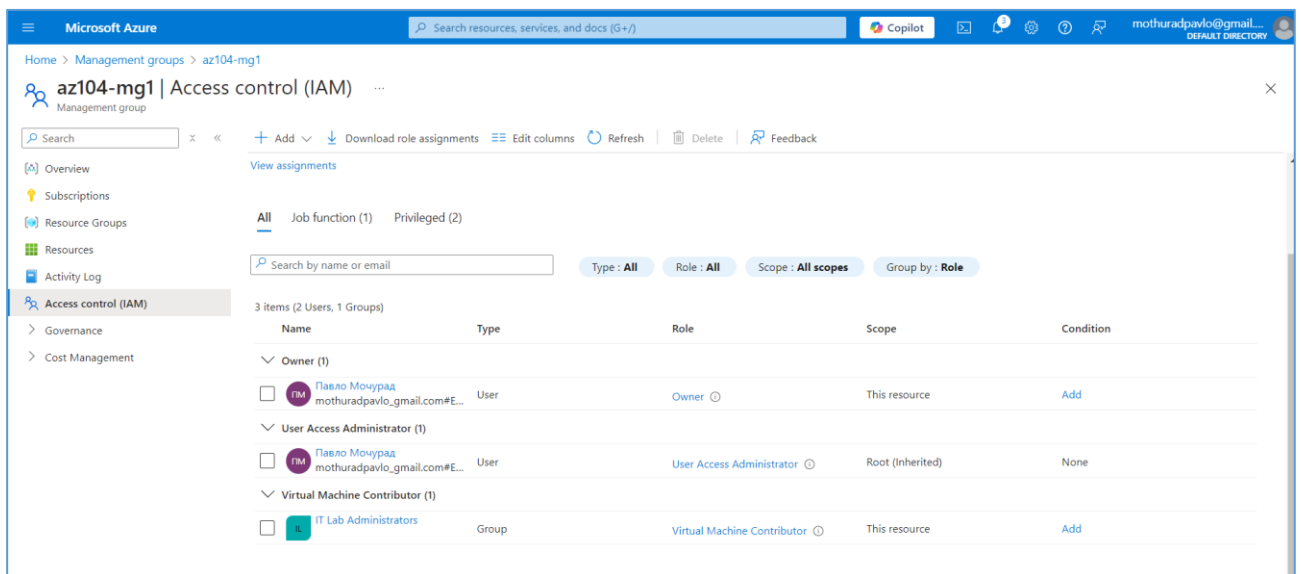 Microsoft Azure
Search resources, services, and docs (G+/)
Copilot
3
mothuradpavlo@gmail....
DEFAULT DIRECTORY
Home > Management groups > az104-mg1
az104-mg1 | Access control (IAM) ...
Management group
Search
+ Add Download role assignments Edit columns Refresh Delete Feedback
Overview
Subscriptions
Resource Groups
Resources
Activity Log
Access control (IAM)
Governance
Cost Management
View assignments
All Job function (1) Privileged (2)
Search by name or email
Type : All Role : All Scope : All scopes Group by : Role
3 items (2 Users, 1 Groups)
Name Type Role Scope Condition
Owner (1)
ПМ Павло Мочурад
mothuradpavlo_gmail.com#E... User Owner This resource Add
User Access Administrator (1)
ПМ Павло Мочурад
mothuradpavlo_gmail.com#E... User User Access Administrator Root (Inherited) None
Virtual Machine Contributor (1)
IL IT Lab Administrators
Group Virtual Machine Contributor This resource Add